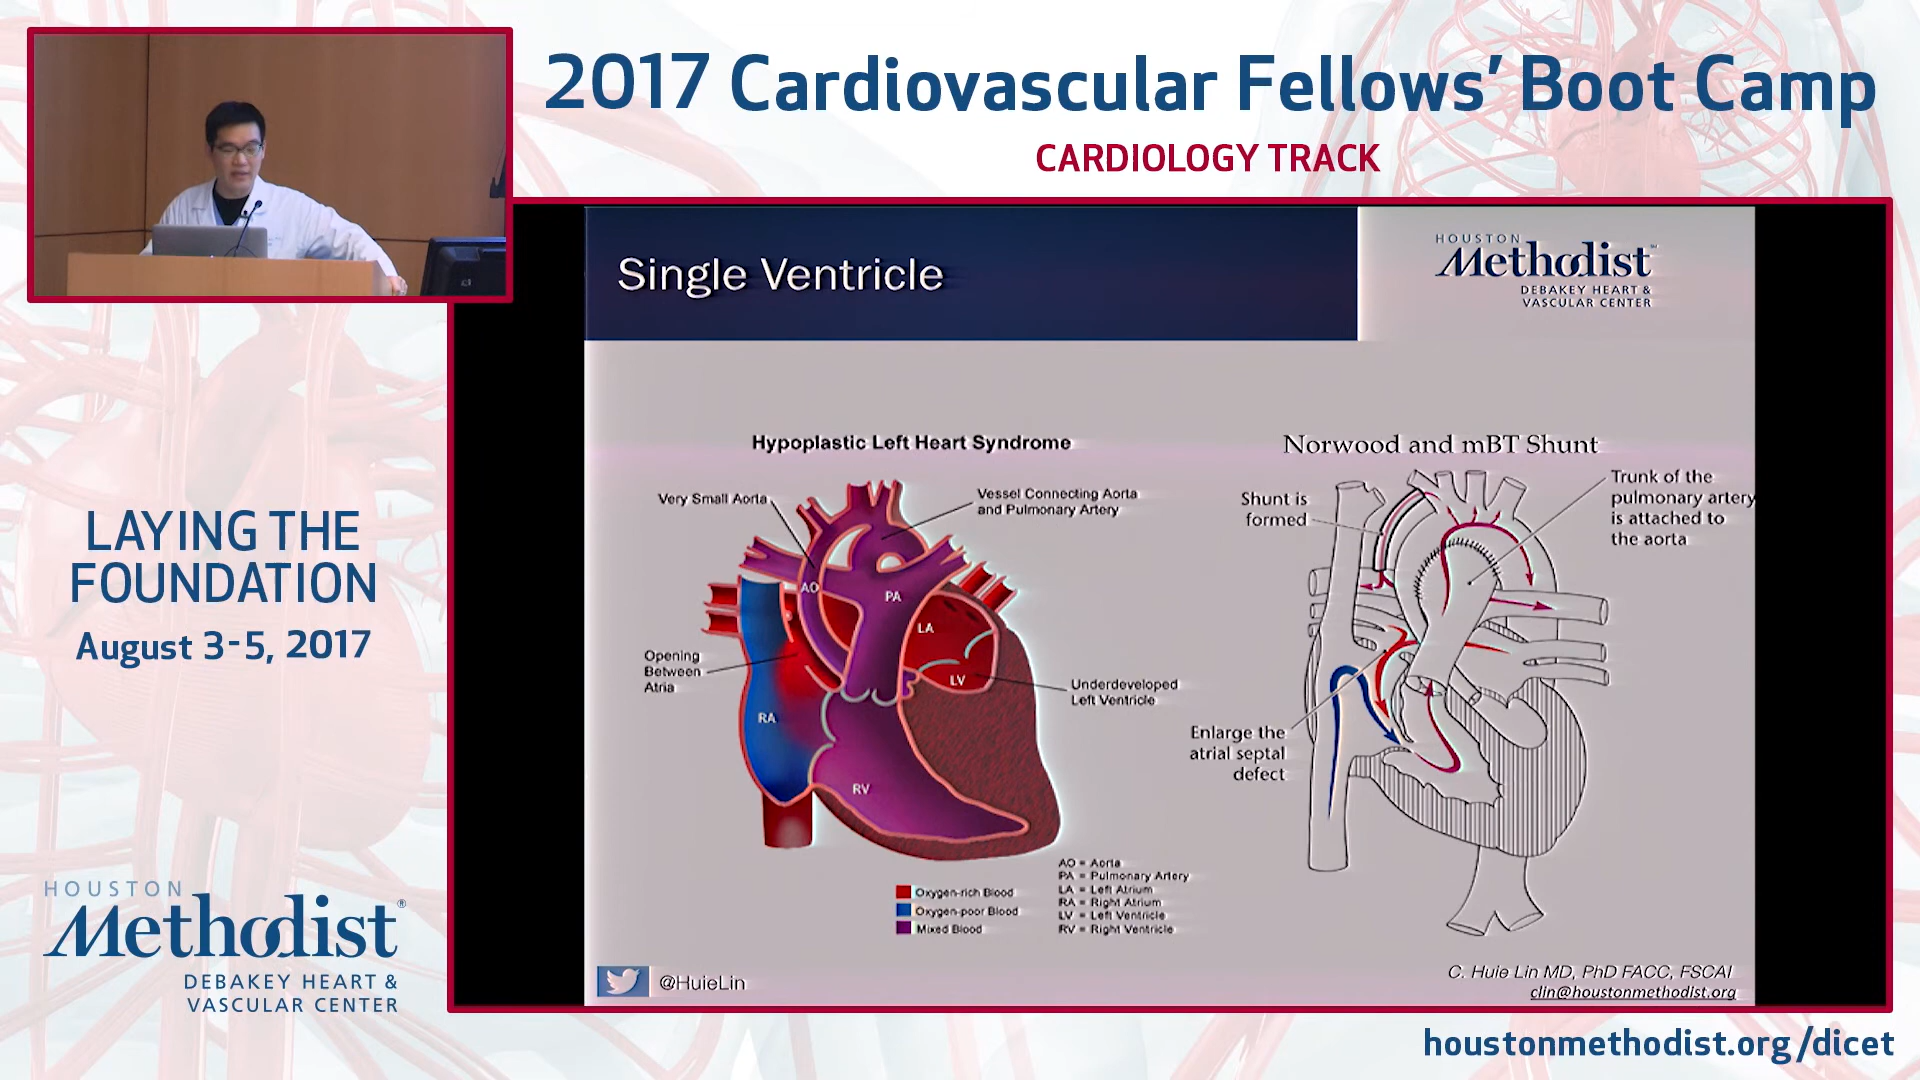 2017 Cardiovascular Fellows’ Boot Camp
CARDIOLOGY TRACK
LAYING THE
FOUNDATION
August 3-5, 2017
HOUSTON
Methodist®
DEBAKEY HEART &
VASCULAR CENTER
Single Ventricle
HOUSTON
Methodist
DEBAKEY HEART &
VASCULAR CENTER
Hypoplastic Left Heart Syndrome
Very Small Aorta
Vessel Connecting Aorta
and Pulmonary Artery
AO
PA
LA
Opening
Between
Atria
LV
Underdeveloped
Left Ventricle
RA
RV
Oxygen-rich Blood
Oxygen-poor Blood
Mixed Blood
AO = Aorta
PA = Pulmonary Artery
LA = Left Atrium
RA = Right Atrium
LV = Left Ventricle
RV = Right Ventricle
Norwood and mBT Shunt
Shunt is
formed
Trunk of the
pulmonary artery
is attached to
the aorta
Enlarge the
atrial septal
defect
@HuieLin
C. Huie Lin MD, PhD FACC, FSCAI
clin@houstonmethodist.org
houstonmethodist.org/dicet